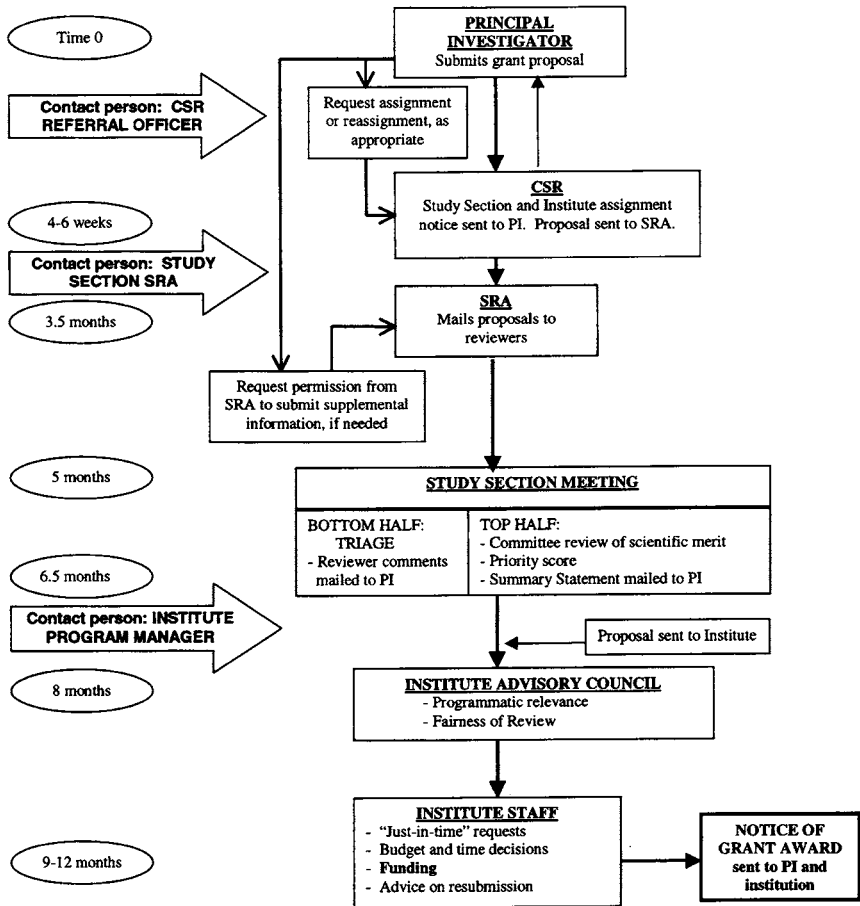 Time 0
PRINCIPAL
INVESTIGATOR
Submits grant proposal
Contact person: CSR
REFERRAL OFFICER
Request assignment
or reassignment, as
appropriate
CSR
Study Section and Institute assignment
notice sent to PI. Proposal sent to SRA.
4-6 weeks
Contact person: STUDY
SECTION SRA
SRA
Mails proposals to
reviewers
3.5 months
Request permission from
SRA to submit supplemental
information, if needed
5 months
STUDY SECTION MEETING
BOTTOM HALF:
TRIAGE
- Reviewer comments
mailed to PI
TOP HALF:
- Committee review of scientific merit
- Priority score
- Summary Statement mailed to PI
6.5 months
Contact person: INSTITUTE
PROGRAM MANAGER
Proposal sent to Institute
8 months
INSTITUTE ADVISORY COUNCIL
- Programmatic relevance
- Fairness of Review
INSTITUTE STAFF
- "Just-in-time" requests
- Budget and time decisions
- Funding
- Advice on resubmission
9-12 months
NOTICE OF
GRANT AWARD
sent to PI and
institution